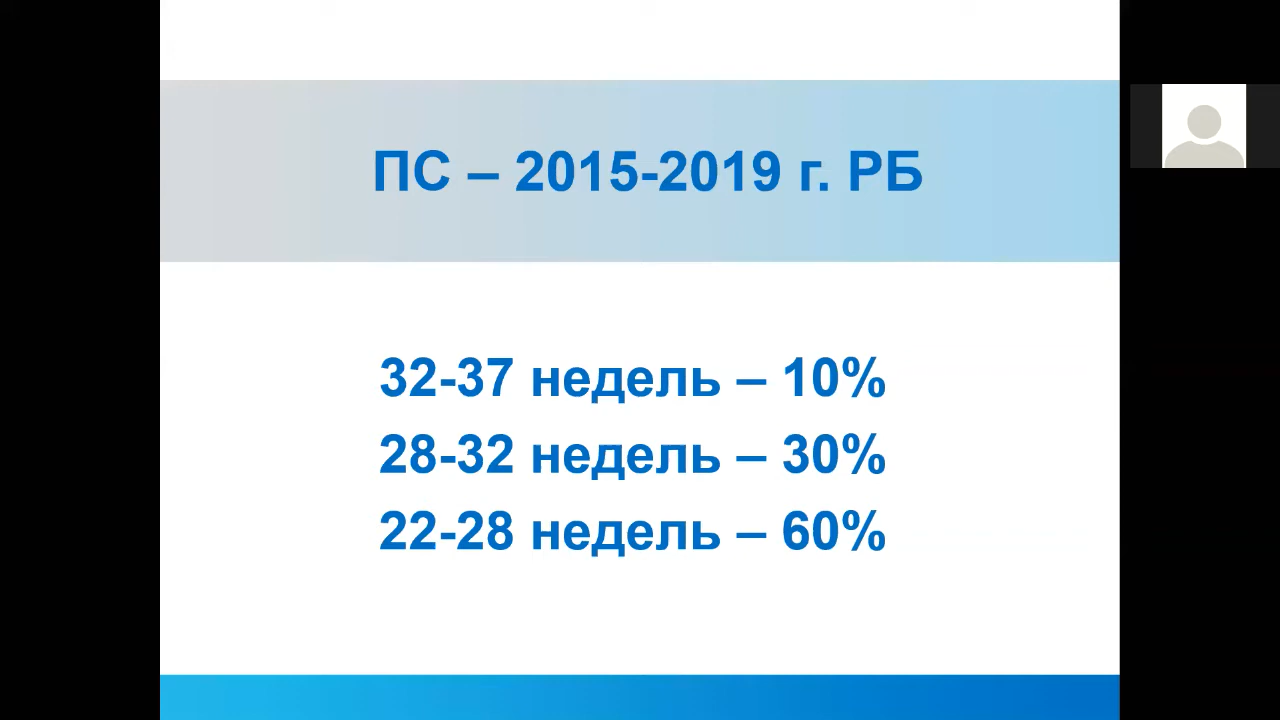 ПС – 2015-2019 г. РБ
32-37 недель – 10%
28-32 недель – 30%
22-28 недель – 60%